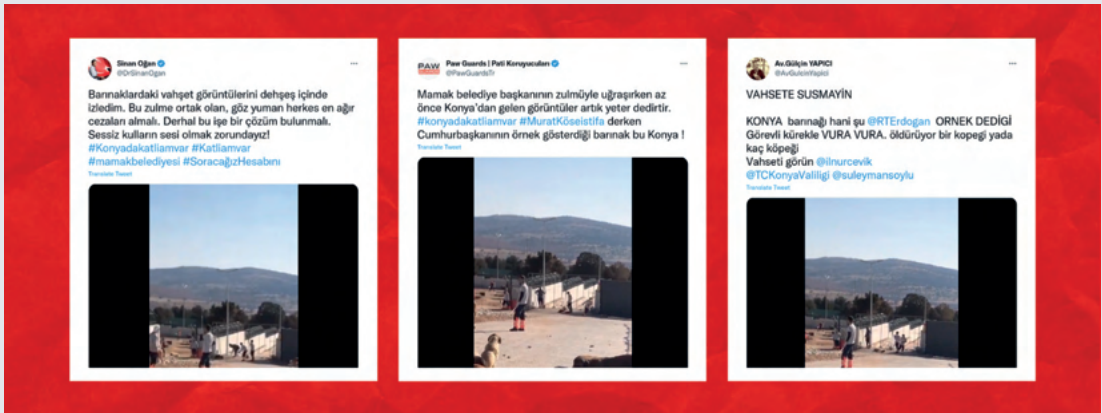 Sinan Oğan
@DrSinanOgan
Barınaklardaki vahşet görüntülerini dehşeş içinde
izledim. Bu zulme ortak olan, göz yuman herkes en ağır
cezaları almalı. Derhal bu işe bir çözüm bulunmalı.
Sessiz kulların sesi olmak zorundayız!
#Konyadakatliamvar #Katliamvar
#mamakbelediyesi #SoracağızHesabını
Translate Tweet
PAW
Paw Guards | Pati Koruyucuları
@PawGuardsTr
Mamak belediye başkanının zulmüyle uğraşırken az
önce Konya'dan gelen görüntüler artık yeter dedirtir.
#konyadakatliamvar #MuratKöseistifa derken
Cumhurbaşkanının örnek gösterdiği barınak bu Konya !
Translate Tweet
Av.Gülçin YAPICI
@AvGulcinYapici
VAHSETE SUSMAYİN
KONYA barınağı hani şu @RTErdogan ORNEK DEDİGİ
Görevli kürekle VURA VURA. öldürüyor bir kopegi yada
kaç köpeği
Vahseti görün @ilnurcevik
@TCKonyaValiligi @suleymansoylu
Translate Tweet